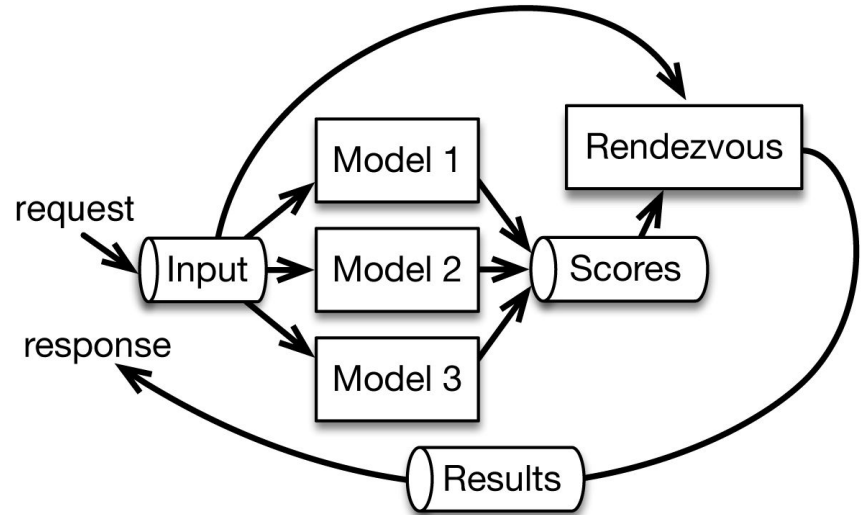 Model 1
Rendezvous
request
Input
Model 2
Scores
response
Model 3
Results